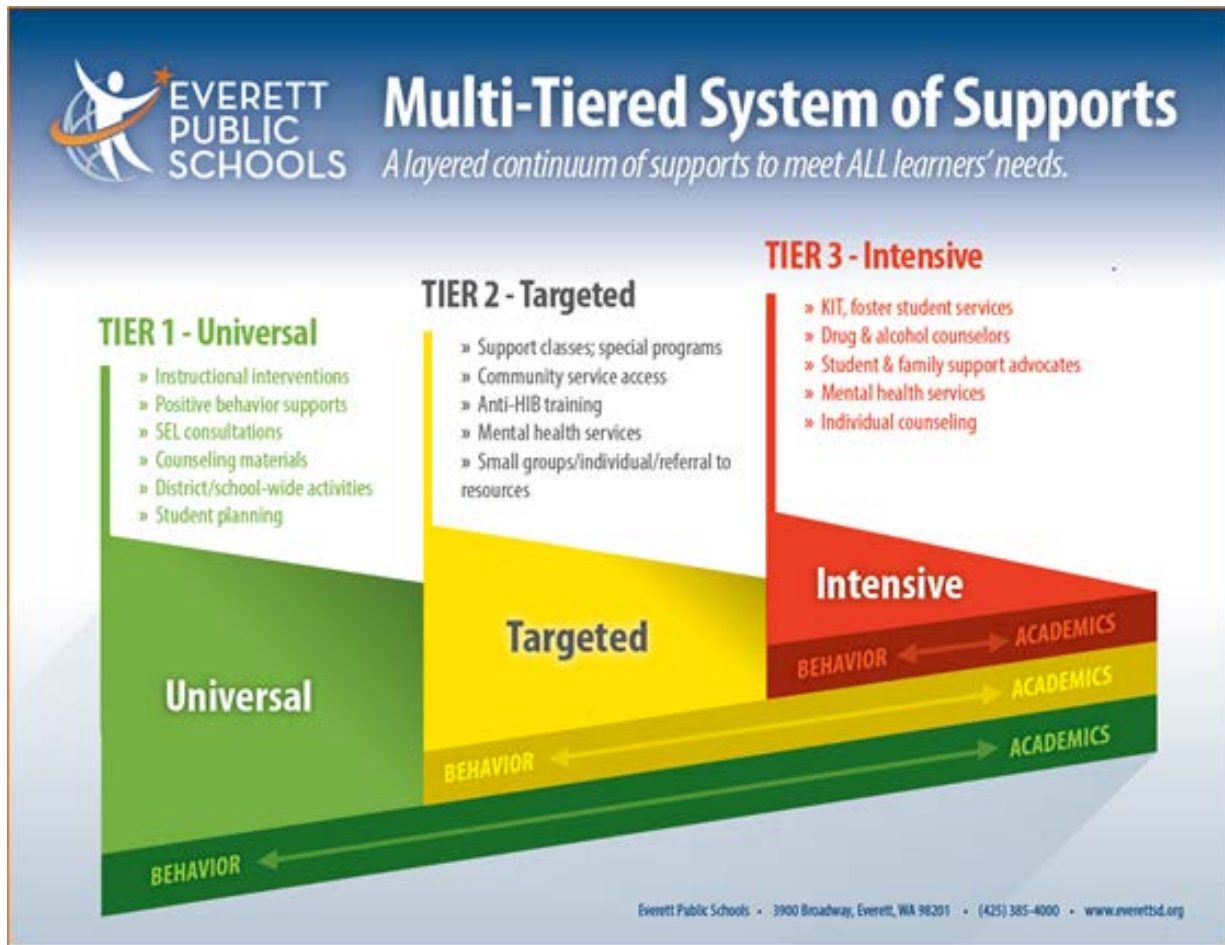 EVERETT
PUBLIC
SCHOOLS
Multi-Tiered System of Supports
A layered continuum of supports to meet ALL learners' needs.
TIER 1 - Universal
» Instructional interventions
» Positive behavior supports
» SEL consultations
» Counseling materials
» District/school-wide activities
» Student planning
TIER 2 - Targeted
» Support classes; special programs
» Community service access
» Anti-HIB training
» Mental health services
» Small groups/individual/referral to
resources
TIER 3 - Intensive
» KIT, foster student services
» Drug & alcohol counselors
» Student & family support advocates
» Mental health services
» Individual counseling
Universal
Targeted
Intensive
BEHAVIOR ACADEMICS
BEHAVIOR ACADEMICS
BEHAVIOR ACADEMICS
Everett Public Schools • 3900 Broadway, Everett, WA 98201 • (425) 385-4000 • www.everettsd.org